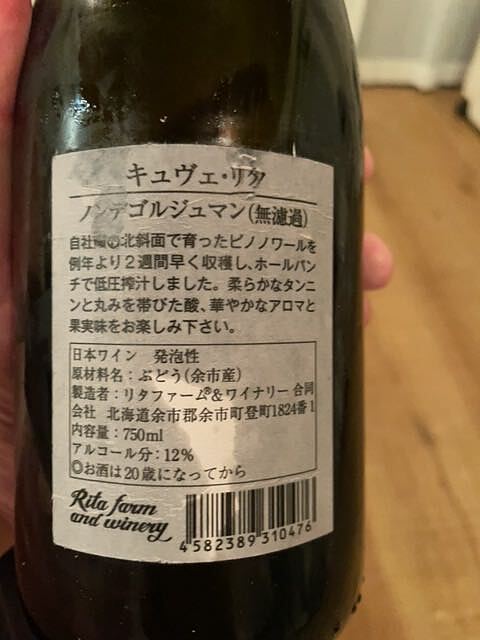 キュヴェ・リタ
ノンデゴルジュマン(無濾過)
自社畑の北斜面で育ったピノノワールを
例年より2週間早く収穫し、ホールバン
チで低圧搾汁しました。柔らかなタンニ
ンと丸みを帯びた酸、華やかなアロマと
果実味をお楽しみ下さい。
日本ワイン 発泡性
原材料名:ぶどう(余市産)
製造者:リタファーム®&ワイナリー 合同
会社 北海道余市郡余市町登町1824番1
内容量:750ml
アルコール分:12%
◎お酒は20歳になってから
Rita farm
and winery
4 582389 310476